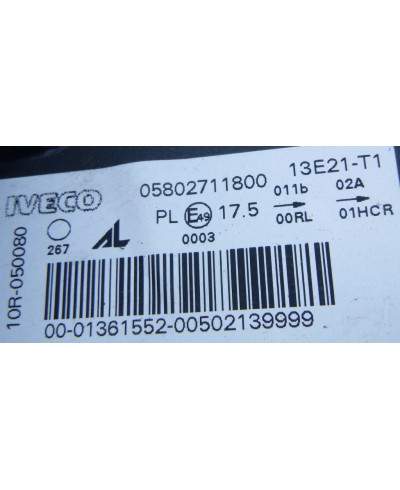 IVECO 05802711800 13E21-T1
PL E49 17.5 011b 02A
00RL 01HCR
267 AL 0003
10R-050080
00-01361552-00502139999